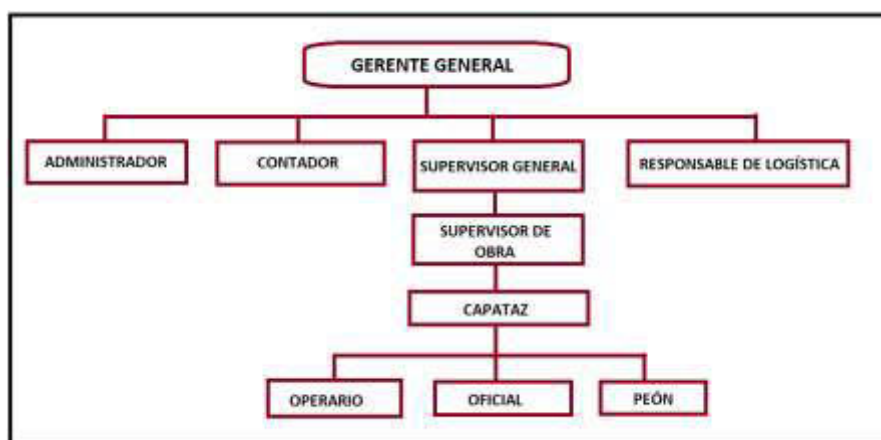 GERENTE GENERAL
ADMINISTRADOR
CONTADOR
SUPERVISOR GENERAL
RESPONSABLE DE LOGÍSTICA
SUPERVISOR DE
OBRA
CAPATAZ
OPERARIO
OFICIAL
PEÓN